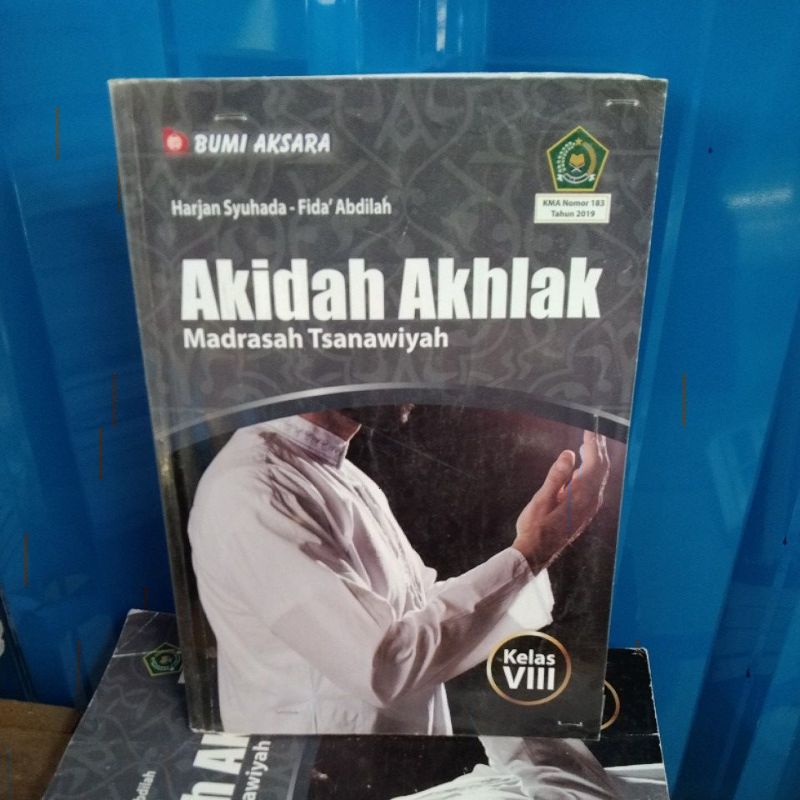 BUMI AKSARA
KMA Nomor 183
Tahun 2019
Harjan Syuhada - Fida' Abdilah
Akidah Akhlak
Madrasah Tsanawiyah
Kelas
VIII